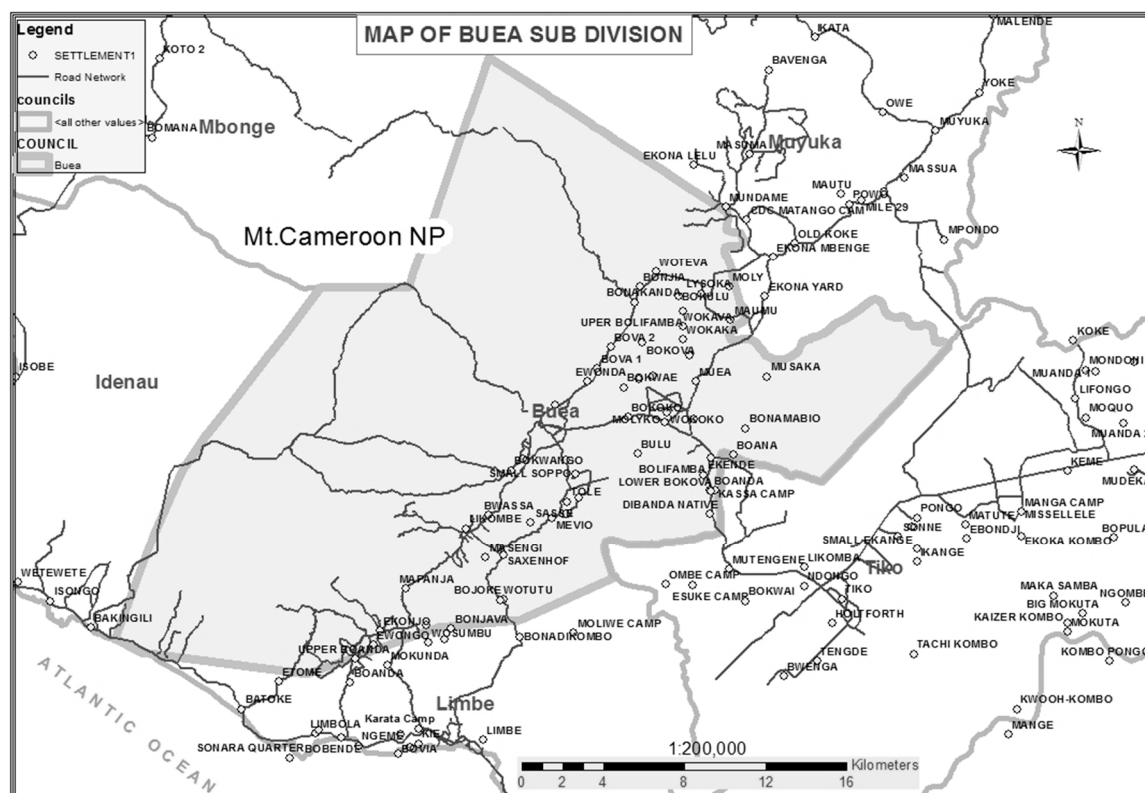 MAP OF BUEA SUB DIVISION
Legend
SETTLEMENT1
Road Network
councils
<all other values>
COUNCIL
Buea
KOTO 2
BOMANA
Mbonge
IKATA
MALENDE
BAVENGA
YOKE
OWE
MUYUKA
Muyuka
MASUMA
EKONA LELU
MASSUA
N
MAUTU
POWO
MILE 29
MUNDAME
CDC MATANGO CAM
MPONDO
OLD KOKE
EKONA MBENGE
Mt.Cameroon NP
WOTEVA
BONJIA
LYSOKA
MOLY
BONAKANDA
BOKULU
EKONA YARD
WOKAVA
MAUMU
UPER BOLIFAMBA
WOKAKA
BOVA 2
BOKOVA
KOKE
ISOBE
Idenau
BOVA 1
EWONDA
BOKWAE
MUEA
MUSAKA
MUANDA 1
LIFONGO
Buea
MOLYKO
WOKOKO
BONAMABIO
MOQUO
MUANDA 2
BULU
BOANA
BOKWANGO
SMALL SOPPO
BOLIFAMBA
EKENDE
KEME
LOWER BOKOVA
BOANDA
KASSA CAMP
TOLE
BWASSA
SASSE
MEVIO
LIKOMBE
DIBANDA NATIVE
PONGO
MATUTE
MANGA CAMP
MISSELLELE
SONNE
EBONDJI
SMALL EKANGE
EKOKA KOMBO
BOPULA
IKANGE
SAXENHOF
MUTENGENE
LIKOMBA
Tiko
WETEWETE
ISONGO
MAPANJA
OMBE CAMP
ESUKE CAMP
NDONGO
TIKO
BOKWAI
BOJOKE
WOTUTU
MAKA SAMBA
NGOMBE
BIG MOKUTA
HOLTFORTH
KAIZER KOMBO
MOKUTA
BAKINGILI
EKONJO
EWONGO
WOSUMBU
BONJAVA
BONADIKOMBO
MOLIWE CAMP
UPPER BOANDA
MOKUNDA
TENGDE
TACHI KOMBO
KOMBO PONGO
BWENGA
ETOME
BOANDA
BATOKE
Limbe
KWOOH-KOMBO
MANGE
ATLANTIC OCEAN
LIMBOLA
Karata Camp
NGEME
LIMBE
SONARA QUARTER
BOBENDE
BOVIA
1:200,000
Kilometers
0 2 4 8 12 16